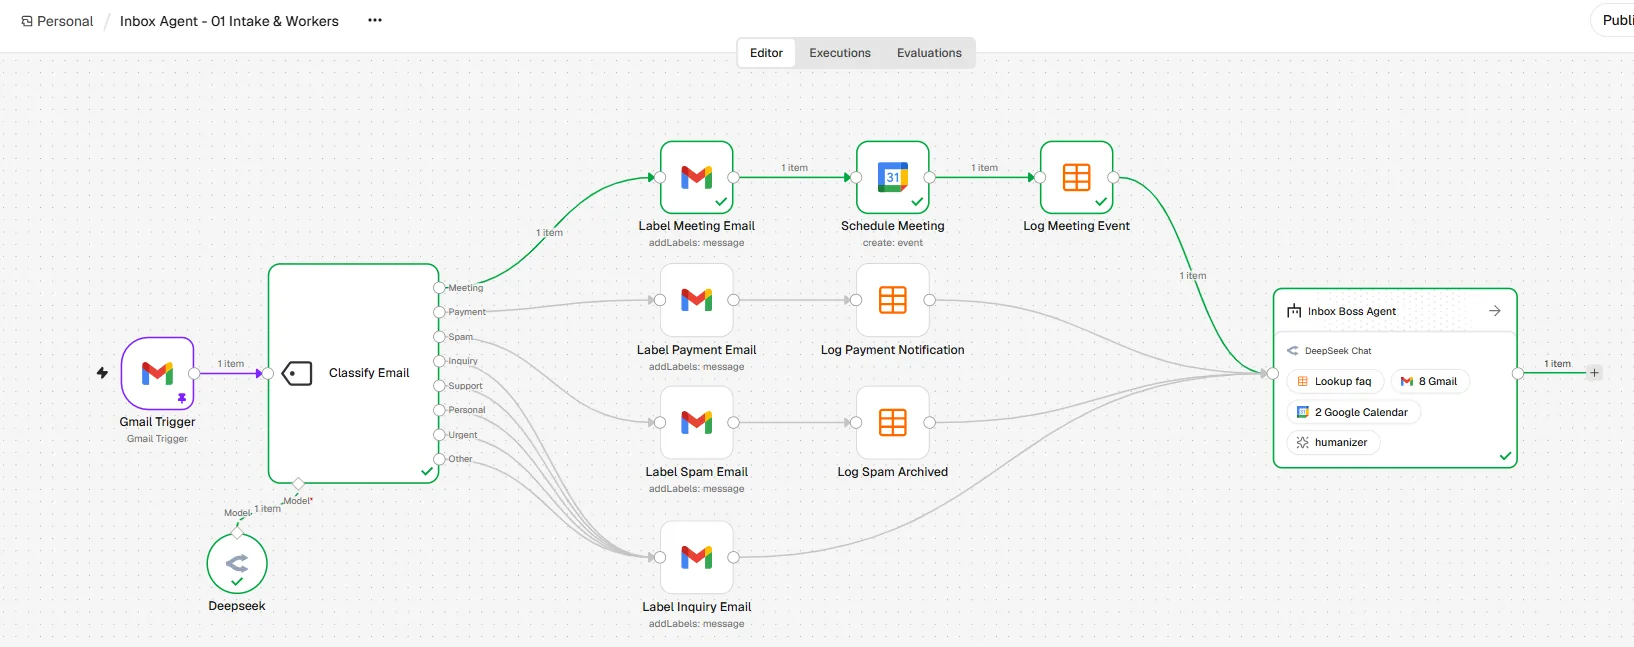 Personal / Inbox Agent - 01 Intake & Workers ...
Publi
Editor Executions Evaluations
1 item
1 item
Label Meeting Email
addLabels: message
Schedule Meeting
create: event
Log Meeting Event
1 item
1 item
Meeting
Payment
Spam
Inquiry
Support
Personal
Urgent
Other
Classify Email
1 item
Gmail Trigger
Gmail Trigger
Model*
Model
1 item
Deepseek
Label Payment Email
addLabels: message
Log Payment Notification
Label Spam Email
addLabels: message
Log Spam Archived
Label Inquiry Email
addLabels: message
Inbox Boss Agent
DeepSeek Chat
Lookup faq
8 Gmail
31
2 Google Calendar
humanizer
1 item